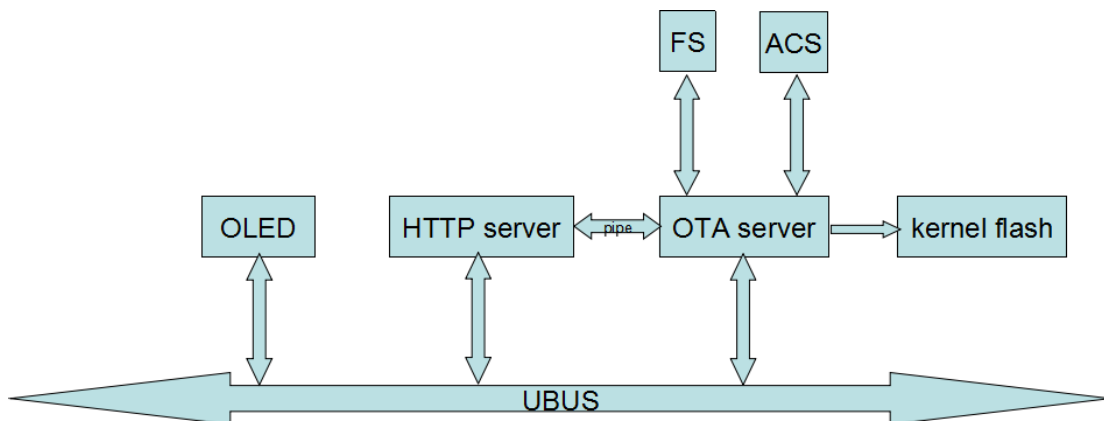 FS
ACS
OLED
HTTP server
pipe
OTA server
kernel flash
UBUS